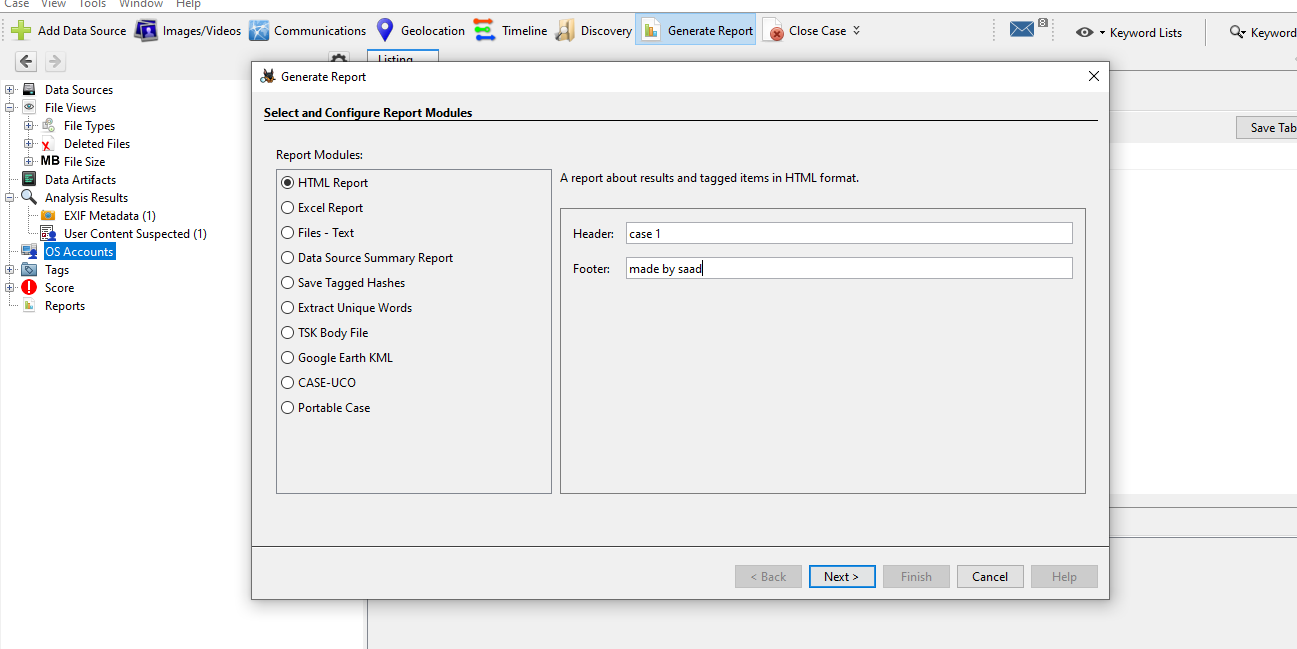 Case View Tools Window Help
Add Data Source Images/Videos Communications Geolocation Timeline Discovery Generate Report Close Case Keyword Lists Keyword
Listing
Generate Report
Data Sources
File Views
File Types
Deleted Files
MB File Size
Data Artifacts
Analysis Results
EXIF Metadata (1)
User Content Suspected (1)
OS Accounts
Tags
Score
Reports
Select and Configure Report Modules
Report Modules:
HTML Report
Excel Report
Files - Text
Data Source Summary Report
Save Tagged Hashes
Extract Unique Words
TSK Body File
Google Earth KML
CASE-UCO
Portable Case
A report about results and tagged items in HTML format.
Header: case 1
Footer: made by saad
< Back Next > Finish Cancel Help
Save Tab